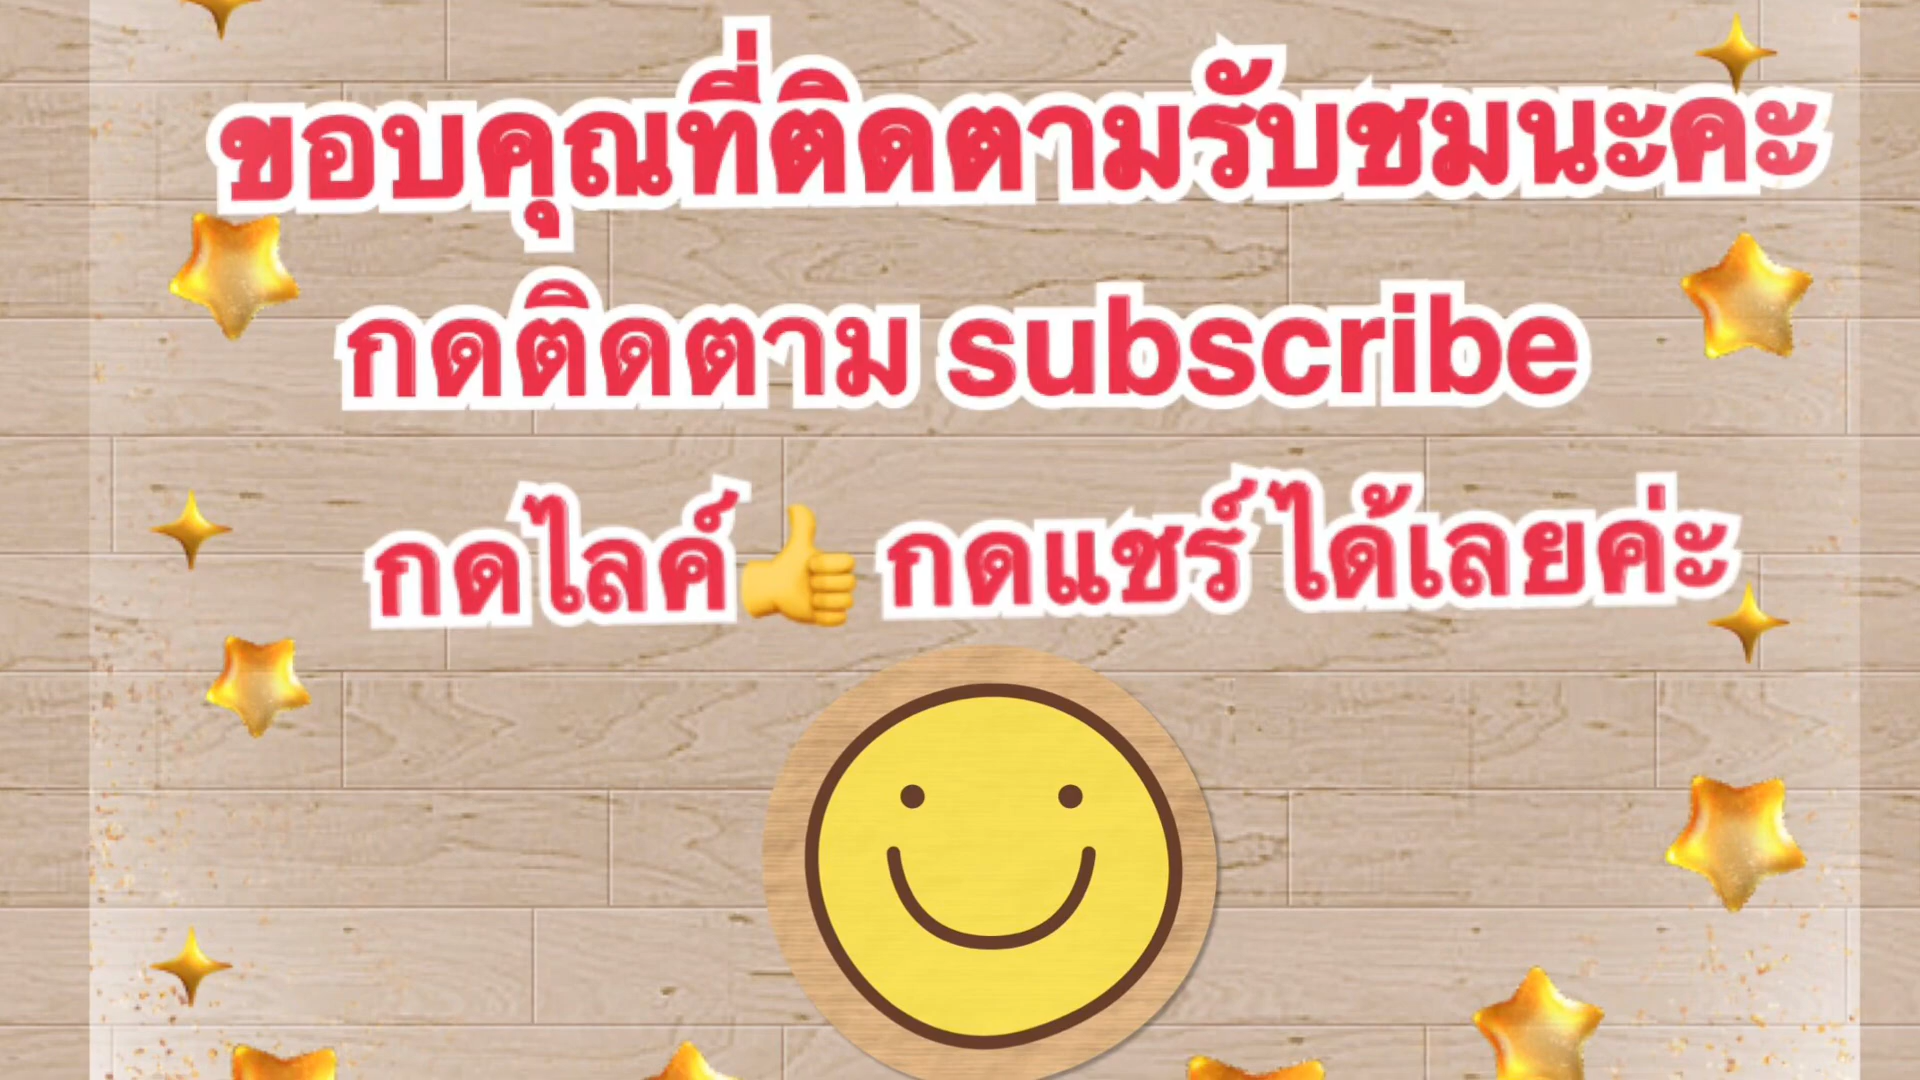 ขอบคุณที่ติดตามรับชมนะคะ
กดติดตาม subscribe
กดไลค์👍 กดแชร์ ได้เลยค่ะ